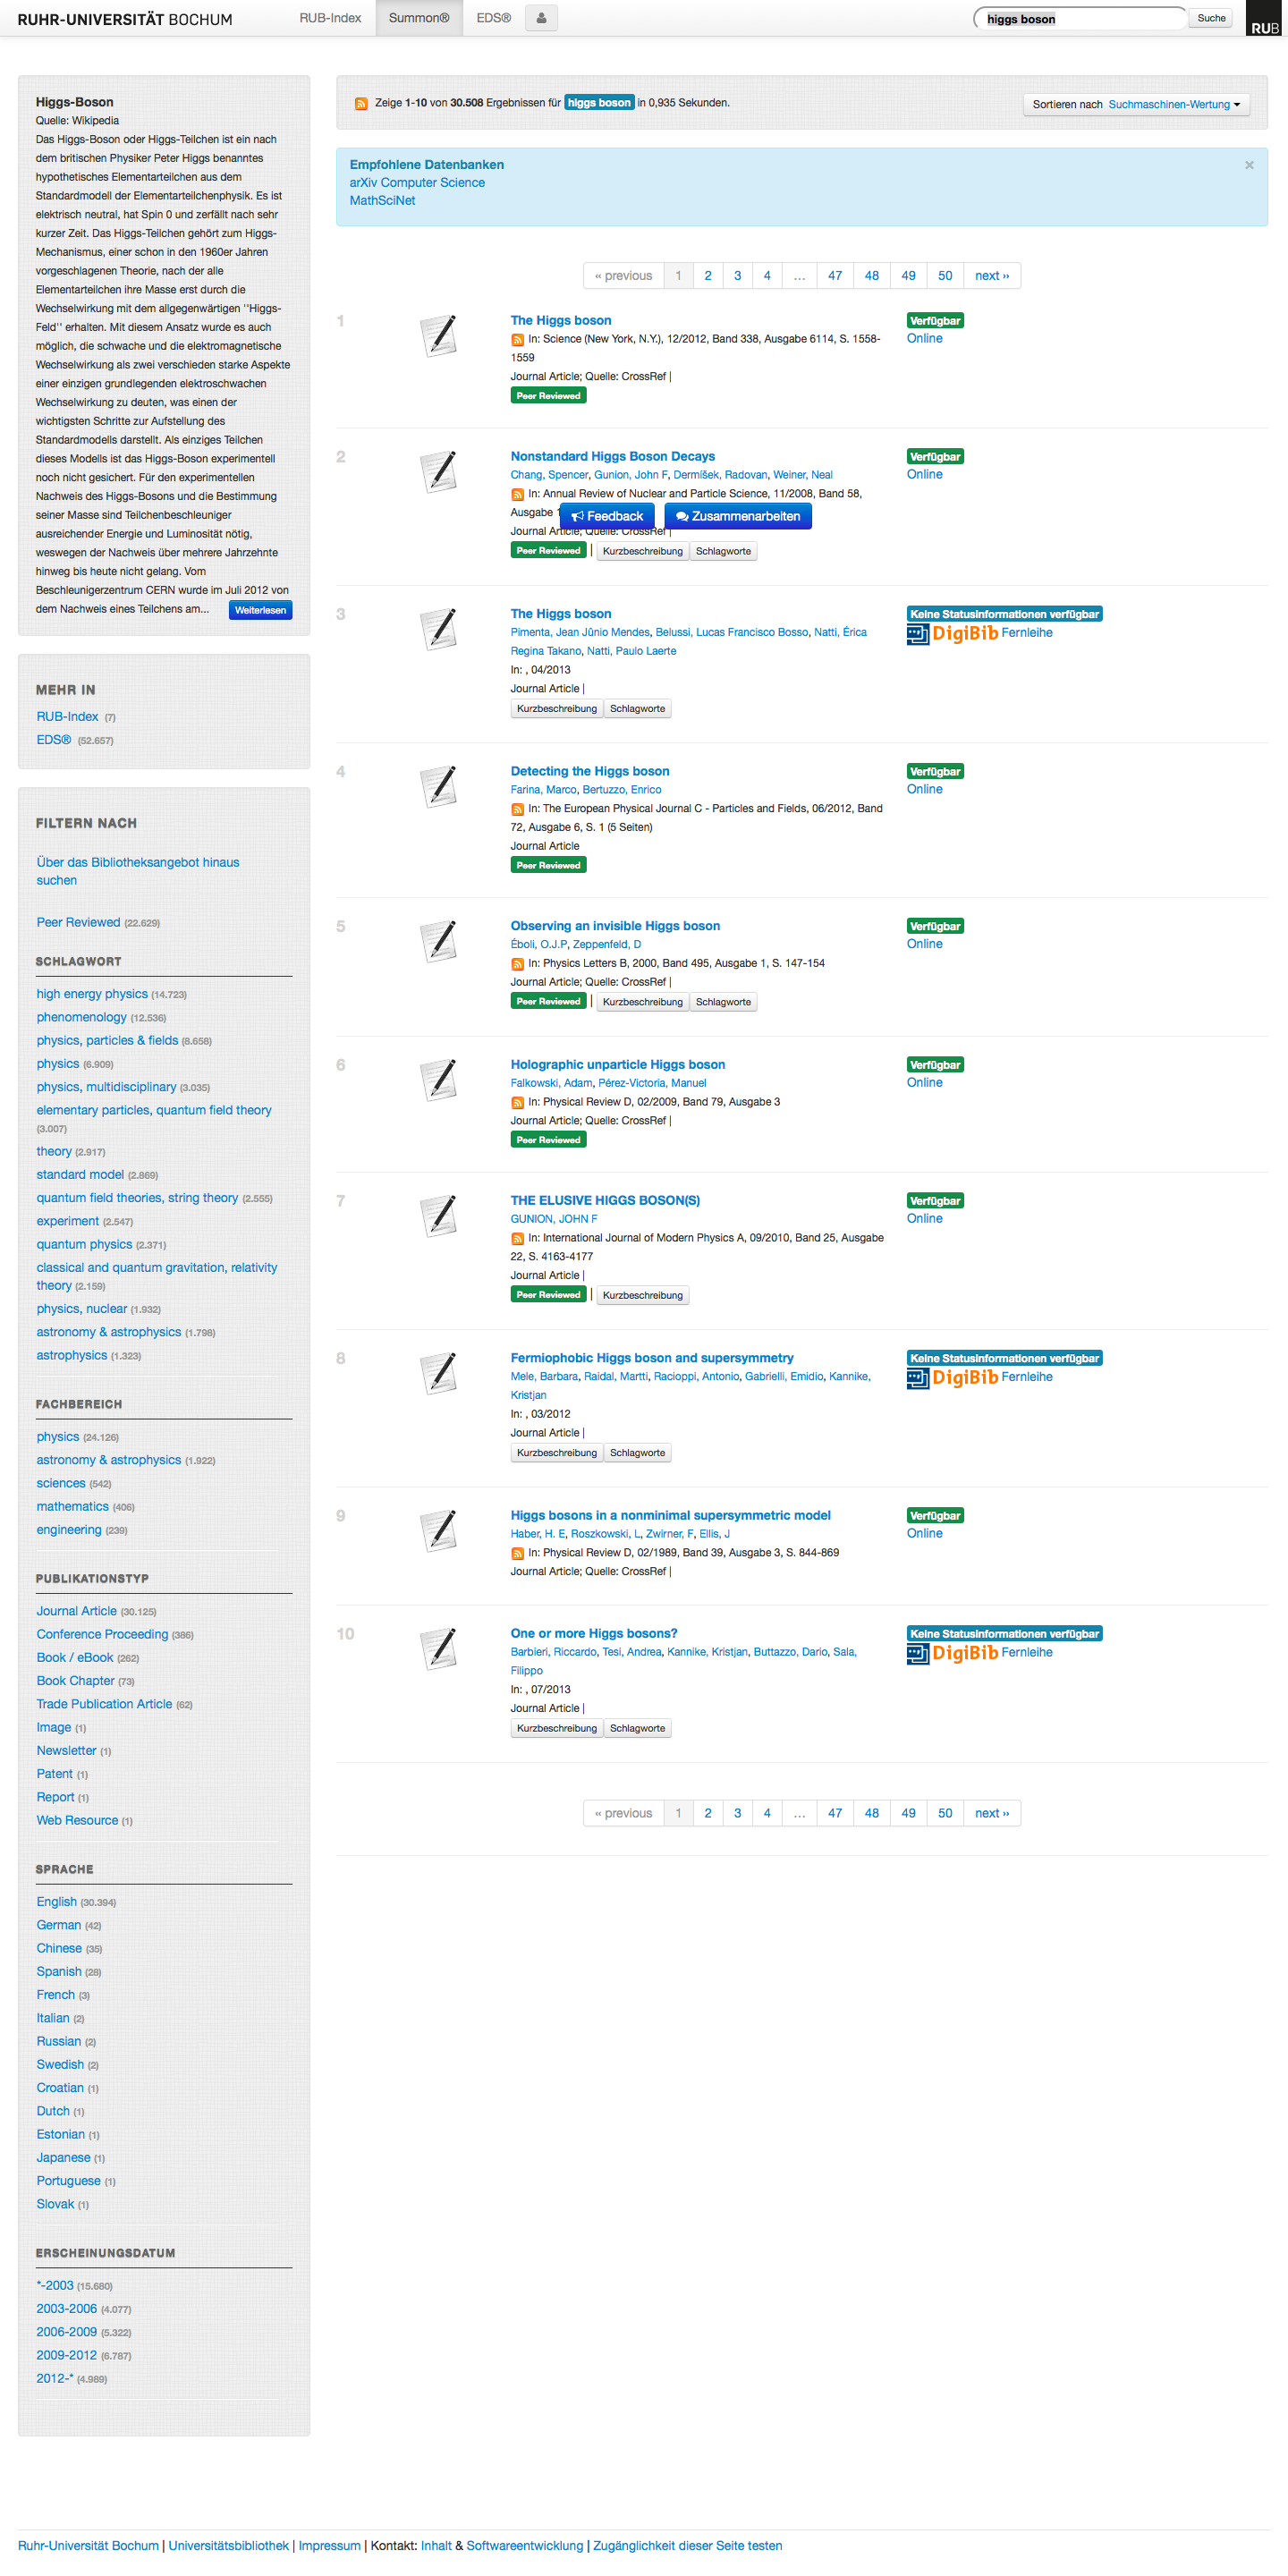 RUHR-UNIVERSITÄT BOCHUM
RUB-Index
Summon®
EDS®
higgs boson
Suche
RUB
Higgs-Boson
Quelle: Wikipedia
Das Higgs-Boson oder Higgs-Teilchen ist ein nach
dem britischen Physiker Peter Higgs benanntes
hypothetisches Elementarteilchen aus dem
Standardmodell der Elementarteilchenphysik. Es ist
elektrisch neutral, hat Spin 0 und zerfällt nach sehr
kurzer Zeit. Das Higgs-Teilchen gehört zum Higgs-
Mechanismus, einer schon in den 1960er Jahren
vorgeschlagenen Theorie, nach der alle
Elementarteilchen ihre Masse erst durch die
Wechselwirkung mit dem allgegenwärtigen ''Higgs-
Feld'' erhalten. Mit diesem Ansatz wurde es auch
möglich, die schwache und die elektromagnetische
Wechselwirkung als zwei verschieden starke Aspekte
einer einzigen grundlegenden elektroschwachen
Wechselwirkung zu deuten, was einen der
wichtigsten Schritte zur Aufstellung des
Standardmodells darstellt. Als einziges Teilchen
dieses Modells ist das Higgs-Boson experimentell
noch nicht gesichert. Für den experimentellen
Nachweis des Higgs-Bosons und die Bestimmung
seiner Masse sind Teilchenbeschleuniger
ausreichender Energie und Luminosität nötig,
weswegen der Nachweis über mehrere Jahrzehnte
hinweg bis heute nicht gelang. Vom
Beschleunigerzentrum CERN wurde im Juli 2012 von
dem Nachweis eines Teilchens am...
Weiterlesen
MEHR IN
RUB-Index (7)
EDS® (52.657)
FILTERN NACH
Über das Bibliotheksangebot hinaus
suchen
Peer Reviewed (22.629)
SCHLAGWORT
high energy physics (14.723)
phenomenology (12.536)
physics, particles & fields (8.658)
physics (6.909)
physics, multidisciplinary (3.035)
elementary particles, quantum field theory
(3.007)
theory (2.917)
standard model (2.869)
quantum field theories, string theory (2.555)
experiment (2.547)
quantum physics (2.371)
classical and quantum gravitation, relativity
theory (2.159)
physics, nuclear (1.932)
astronomy & astrophysics (1.798)
astrophysics (1.323)
FACHBEREICH
physics (24.126)
astronomy & astrophysics (1.922)
sciences (542)
mathematics (406)
engineering (239)
PUBLIKATIONSTYP
Journal Article (30.125)
Conference Proceeding (386)
Book / eBook (262)
Book Chapter (73)
Trade Publication Article (62)
Image (1)
Newsletter (1)
Patent (1)
Report (1)
Web Resource (1)
SPRACHE
English (30.394)
German (42)
Chinese (35)
Spanish (28)
French (3)
Italian (2)
Russian (2)
Swedish (2)
Croatian (1)
Dutch (1)
Estonian (1)
Japanese (1)
Portuguese (1)
Slovak (1)
ERSCHEINUNGSDATUM
*-2003 (15.680)
2003-2006 (4.077)
2006-2009 (5.322)
2009-2012 (6.787)
2012-* (4.989)
Zeige 1-10 von 30.508 Ergebnissen für higgs boson in 0,935 Sekunden.
Sortieren nach Suchmaschinen-Wertung
Empfohlene Datenbanken
×
arXiv Computer Science
MathSciNet
« previous 1 2 3 4 … 47 48 49 50 next ››
1
The Higgs boson
In: Science (New York, N.Y.), 12/2012, Band 338, Ausgabe 6114, S. 1558-
1559
Journal Article; Quelle: CrossRef |
Peer Reviewed
Verfügbar
Online
2
Nonstandard Higgs Boson Decays
Chang, Spencer, Gunion, John F, Dermíšek, Radovan, Weiner, Neal
In: Annual Review of Nuclear and Particle Science, 11/2008, Band 58,
Ausgabe 1
Feedback
Zusammenarbeiten
Journal Article; Quelle: CrossRef |
Peer Reviewed | Kurzbeschreibung Schlagworte
Verfügbar
Online
3
The Higgs boson
Pimenta, Jean Jûnio Mendes, Belussi, Lucas Francisco Bosso, Natti, Érica
Regina Takano, Natti, Paulo Laerte
In: , 04/2013
Journal Article |
Kurzbeschreibung Schlagworte
Keine Statusinformationen verfügbar
DigiBib Fernleihe
4
Detecting the Higgs boson
Farina, Marco, Bertuzzo, Enrico
In: The European Physical Journal C - Particles and Fields, 06/2012, Band
72, Ausgabe 6, S. 1 (5 Seiten)
Journal Article
Peer Reviewed
Verfügbar
Online
5
Observing an invisible Higgs boson
Éboli, O.J.P, Zeppenfeld, D
In: Physics Letters B, 2000, Band 495, Ausgabe 1, S. 147-154
Journal Article; Quelle: CrossRef |
Peer Reviewed | Kurzbeschreibung Schlagworte
Verfügbar
Online
6
Holographic unparticle Higgs boson
Falkowski, Adam, Pérez-Victoria, Manuel
In: Physical Review D, 02/2009, Band 79, Ausgabe 3
Journal Article; Quelle: CrossRef |
Peer Reviewed
Verfügbar
Online
7
THE ELUSIVE HIGGS BOSON(S)
GUNION, JOHN F
In: International Journal of Modern Physics A, 09/2010, Band 25, Ausgabe
22, S. 4163-4177
Journal Article |
Peer Reviewed | Kurzbeschreibung
Verfügbar
Online
8
Fermiophobic Higgs boson and supersymmetry
Mele, Barbara, Raidal, Martti, Racioppi, Antonio, Gabrielli, Emidio, Kannike,
Kristjan
In: , 03/2012
Journal Article |
Kurzbeschreibung Schlagworte
Keine Statusinformationen verfügbar
DigiBib Fernleihe
9
Higgs bosons in a nonminimal supersymmetric model
Haber, H. E, Roszkowski, L, Zwirner, F, Ellis, J
In: Physical Review D, 02/1989, Band 39, Ausgabe 3, S. 844-869
Journal Article; Quelle: CrossRef |
Verfügbar
Online
10
One or more Higgs bosons?
Barbieri, Riccardo, Tesi, Andrea, Kannike, Kristjan, Buttazzo, Dario, Sala,
Filippo
In: , 07/2013
Journal Article |
Kurzbeschreibung Schlagworte
Keine Statusinformationen verfügbar
DigiBib Fernleihe
« previous 1 2 3 4 … 47 48 49 50 next ››
Ruhr-Universität Bochum | Universitätsbibliothek | Impressum | Kontakt: Inhalt & Softwareentwicklung | Zugänglichkeit dieser Seite testen